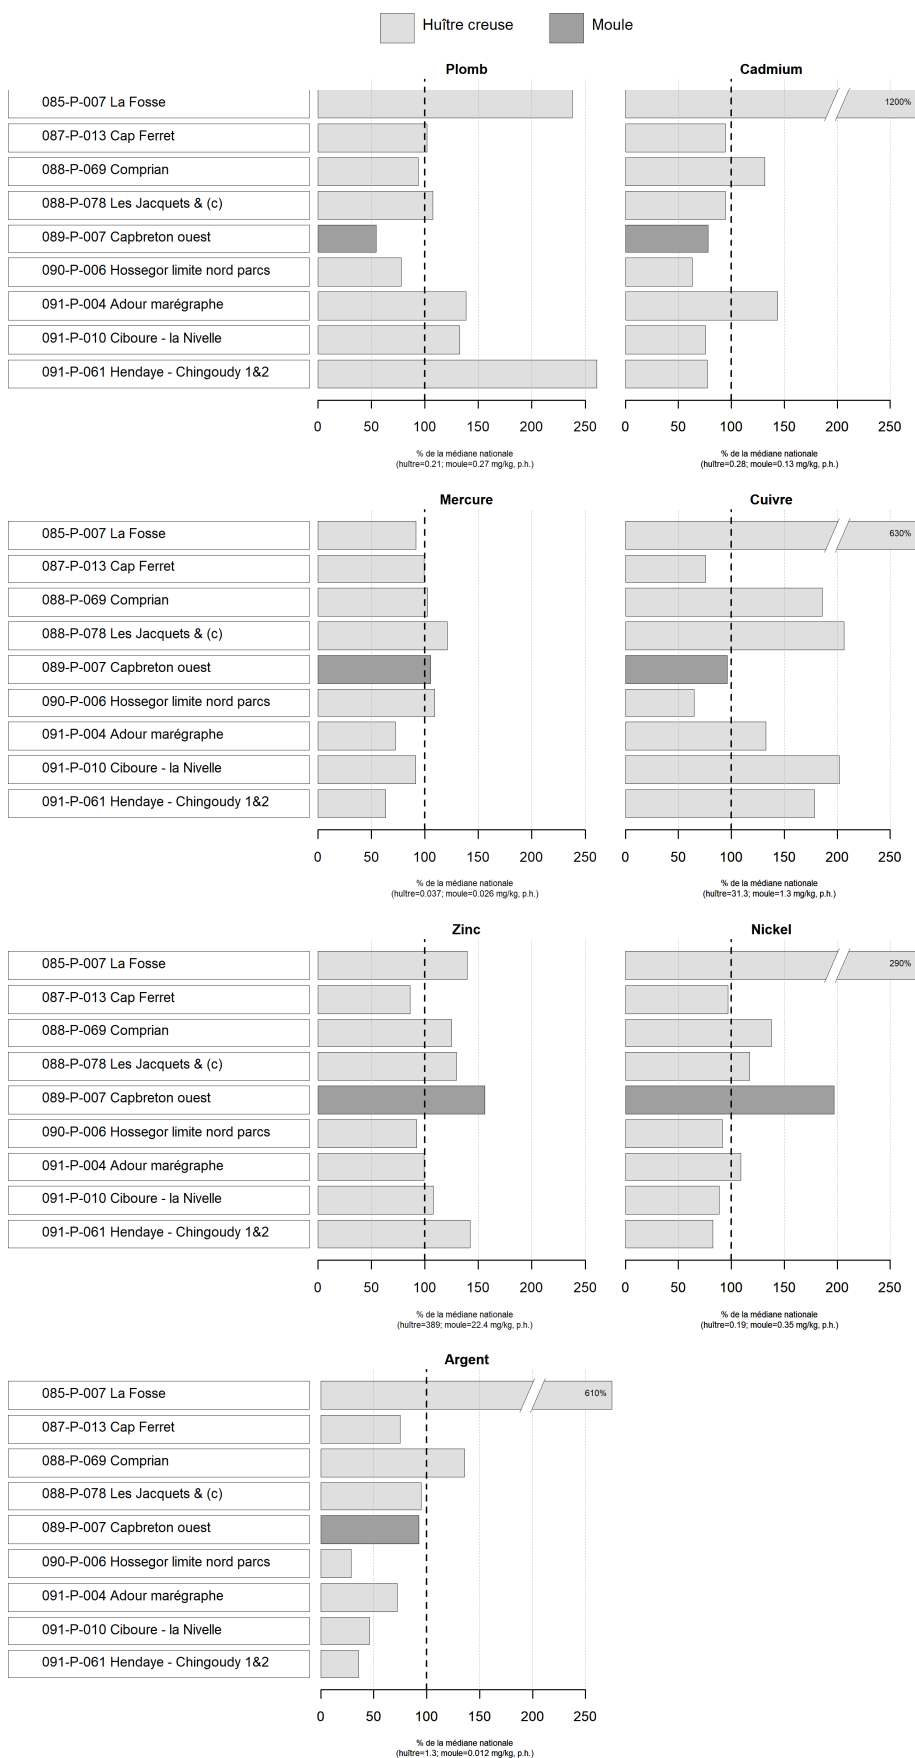 Huître creuse
Moule
Plomb
Cadmium
085-P-007 La Fosse
1200%
087-P-013 Cap Ferret
088-P-069 Comprian
088-P-078 Les Jacquets & (c)
089-P-007 Capbreton ouest
090-P-006 Hossegor limite nord parcs
091-P-004 Adour marégraphe
091-P-010 Ciboure - la Nivelle
091-P-061 Hendaye - Chingoudy 1&2
0 50 100 150 200 250
0 50 100 150 200 250
% de la médiane nationale
(huître=0.21; moule=0.27 mg/kg, p.h.)
% de la médiane nationale
(huître=0.28; moule=0.13 mg/kg, p.h.)
Mercure
Cuivre
085-P-007 La Fosse
630%
087-P-013 Cap Ferret
088-P-069 Comprian
088-P-078 Les Jacquets & (c)
089-P-007 Capbreton ouest
090-P-006 Hossegor limite nord parcs
091-P-004 Adour marégraphe
091-P-010 Ciboure - la Nivelle
091-P-061 Hendaye - Chingoudy 1&2
0 50 100 150 200 250
0 50 100 150 200 250
% de la médiane nationale
(huître=0.037; moule=0.026 mg/kg, p.h.)
% de la médiane nationale
(huître=31.3; moule=1.3 mg/kg, p.h.)
Zinc
Nickel
085-P-007 La Fosse
290%
087-P-013 Cap Ferret
088-P-069 Comprian
088-P-078 Les Jacquets & (c)
089-P-007 Capbreton ouest
090-P-006 Hossegor limite nord parcs
091-P-004 Adour marégraphe
091-P-010 Ciboure - la Nivelle
091-P-061 Hendaye - Chingoudy 1&2
0 50 100 150 200 250
0 50 100 150 200 250
% de la médiane nationale
(huître=389; moule=22.4 mg/kg, p.h.)
% de la médiane nationale
(huître=0.19; moule=0.35 mg/kg, p.h.)
Argent
085-P-007 La Fosse
610%
087-P-013 Cap Ferret
088-P-069 Comprian
088-P-078 Les Jacquets & (c)
089-P-007 Capbreton ouest
090-P-006 Hossegor limite nord parcs
091-P-004 Adour marégraphe
091-P-010 Ciboure - la Nivelle
091-P-061 Hendaye - Chingoudy 1&2
0 50 100 150 200 250
% de la médiane nationale
(huître=1.3; moule=0.012 mg/kg, p.h.)